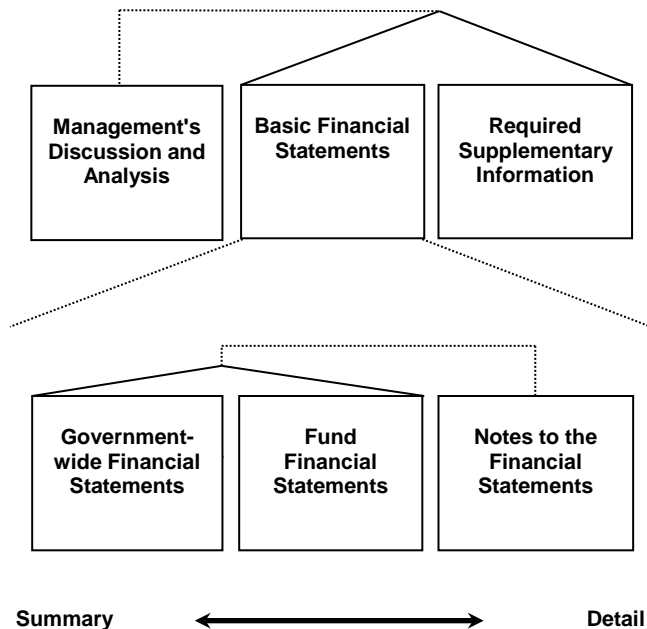 Management's
Discussion and
Analysis
Basic Financial
Statements
Required
Supplementary
Information
Government-
wide Financial
Statements
Fund
Financial
Statements
Notes to the
Financial
Statements
Summary
Detail